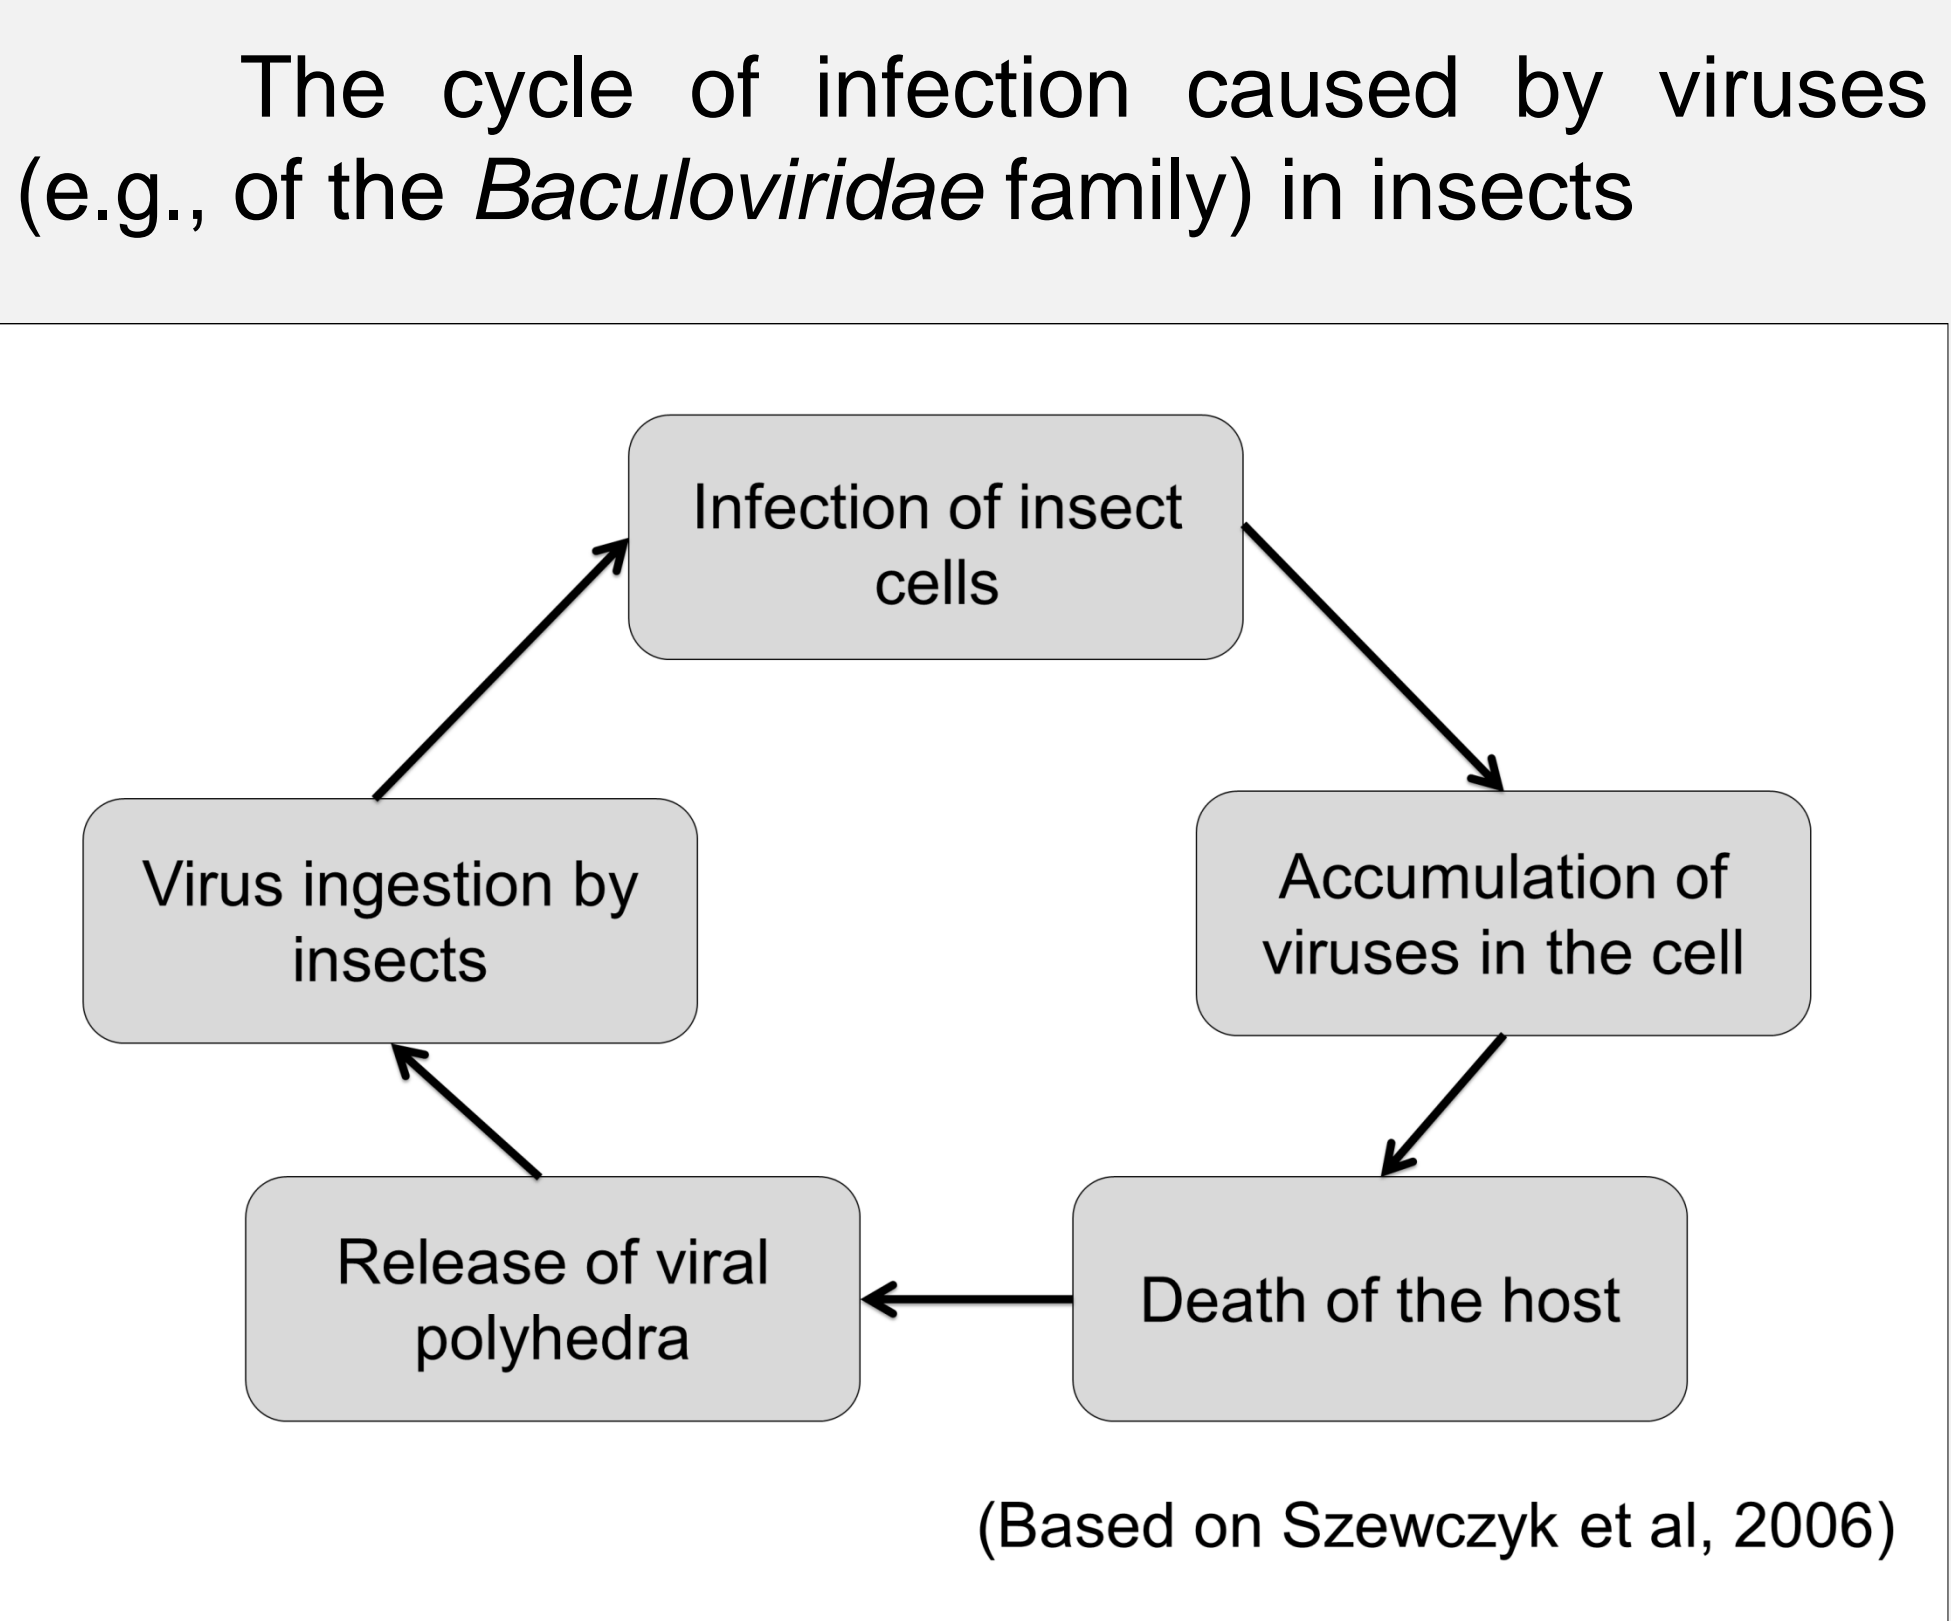 The cycle of infection caused by viruses
(e.g., of the Baculoviridae family) in insects
Infection of insect
cells
Virus ingestion by
insects
Accumulation of
viruses in the cell
Release of viral
polyhedra
Death of the host
(Based on Szewczyk et al, 2006)